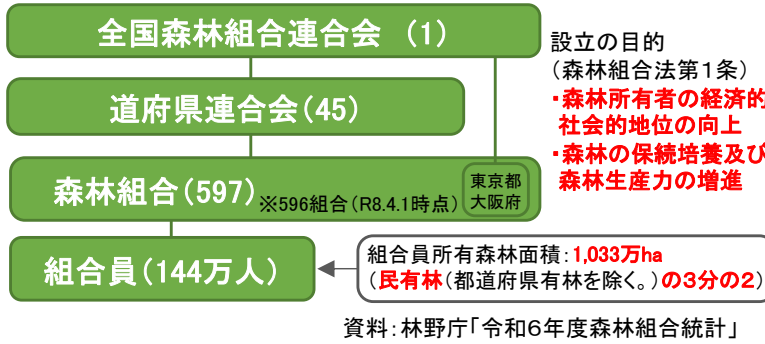 全国森林組合連合会 (1)
設立の目的
(森林組合法第1条)
・森林所有者の経済的
社会的地位の向上
・森林の保続培養及び
森林生産力の増進
道府県連合会(45)
森林組合(597)
※596組合(R8.4.1時点)
東京都
大阪府
組合員(144万人)
組合員所有森林面積:1,033万ha
(民有林(都道府県有林を除く。)の3分の2)
資料:林野庁「令和6年度森林組合統計」